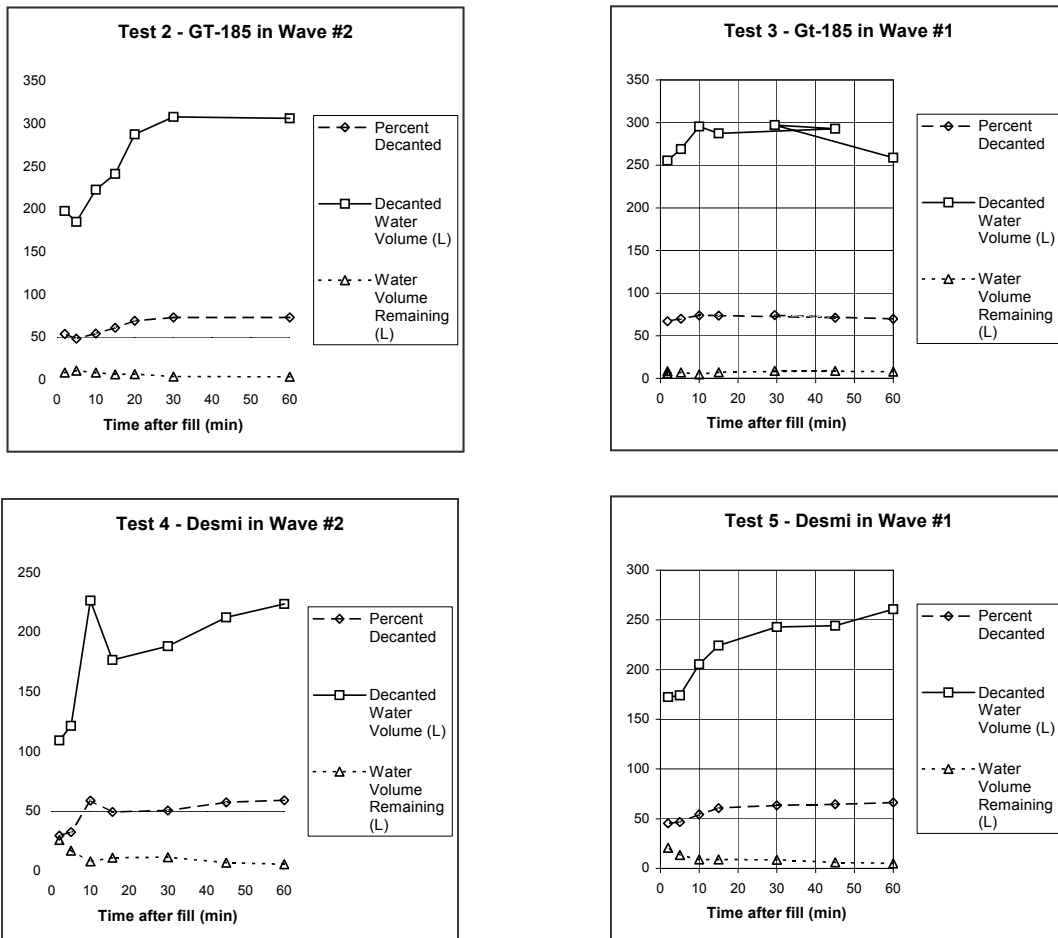 Test 2 - GT-185 in Wave #2
350
300
250
200
150
100
50
0
0 10 20 30 40 50 60
Time after fill (min)
Percent
Decanted
Decanted
Water
Volume (L)
Water
Volume
Remaining
(L)
Test 3 - Gt-185 in Wave #1
350
300
250
200
150
100
50
0
0 10 20 30 40 50 60
Time after fill (min)
Percent
Decanted
Decanted
Water
Volume (L)
Water
Volume
Remaining
(L)
Test 4 - Desmi in Wave #2
250
200
150
100
50
0
0 10 20 30 40 50 60
Time after fill (min)
Percent
Decanted
Decanted
Water
Volume (L)
Water
Volume
Remaining
(L)
Test 5 - Desmi in Wave #1
300
250
200
150
100
50
0
0 10 20 30 40 50 60
Time after fill (min)
Percent
Decanted
Decanted
Water
Volume (L)
Water
Volume
Remaining
(L)